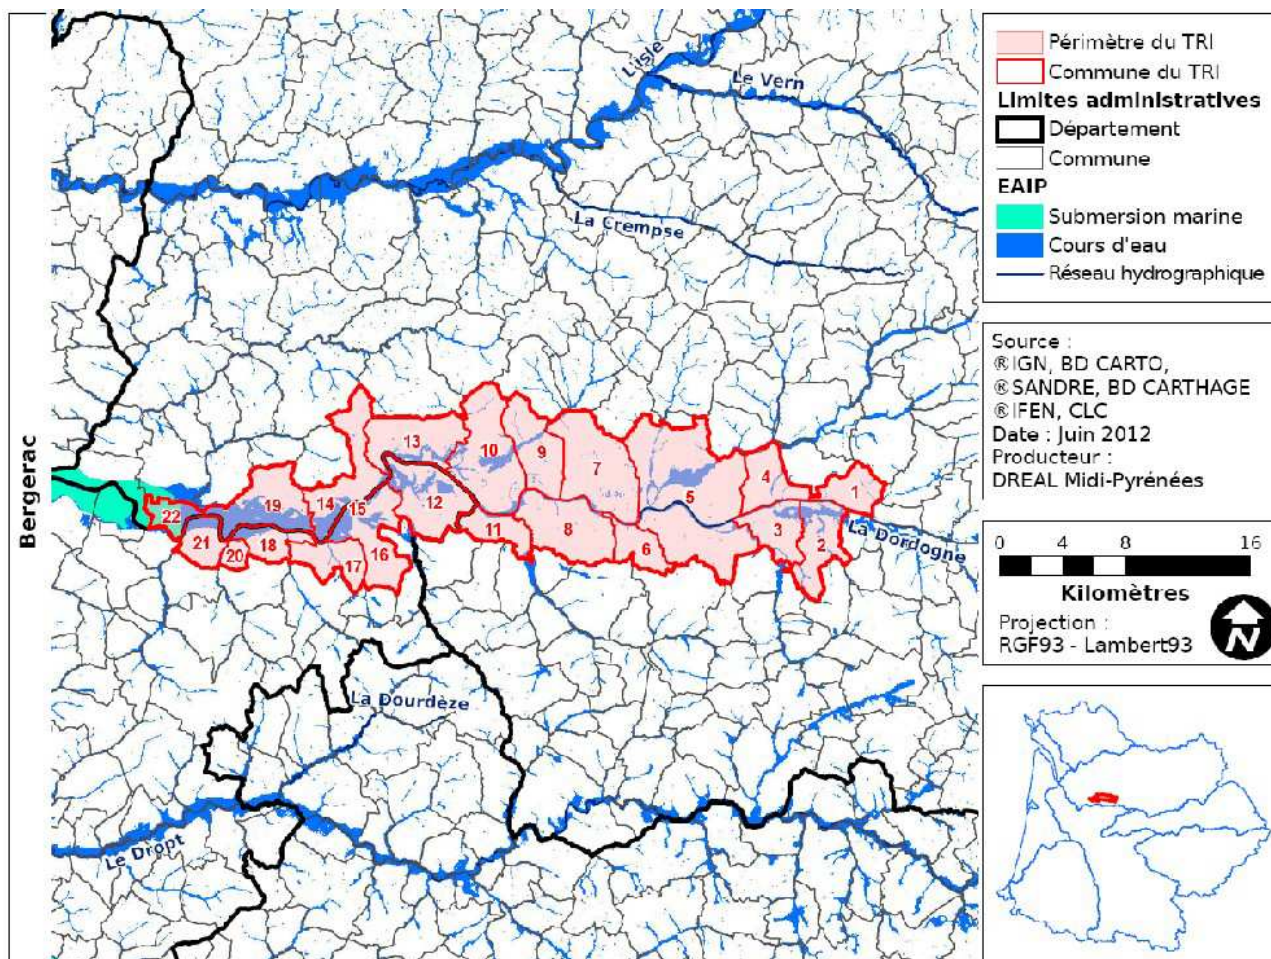 Bergerac
L'Isle
Le Vern
La Crempse
13
10
9
7
4
1
5
19
14
15
12
22
11
8
3
2
La Dordogne
21
20
18
17
16
6
La Dourdèze
Le Dropt
Périmètre du TRI
Commune du TRI
Limites administratives
Département
Commune
EAIP
Submersion marine
Cours d'eau
Réseau hydrographique
Source :
®IGN, BD CARTO,
®SANDRE, BD CARTHAGE
®IFEN, CLC
Date : Juin 2012
Producteur :
DREAL Midi-Pyrénées
0 4 8 16
Kilomètres
Projection :
RGF93 - Lambert93
N